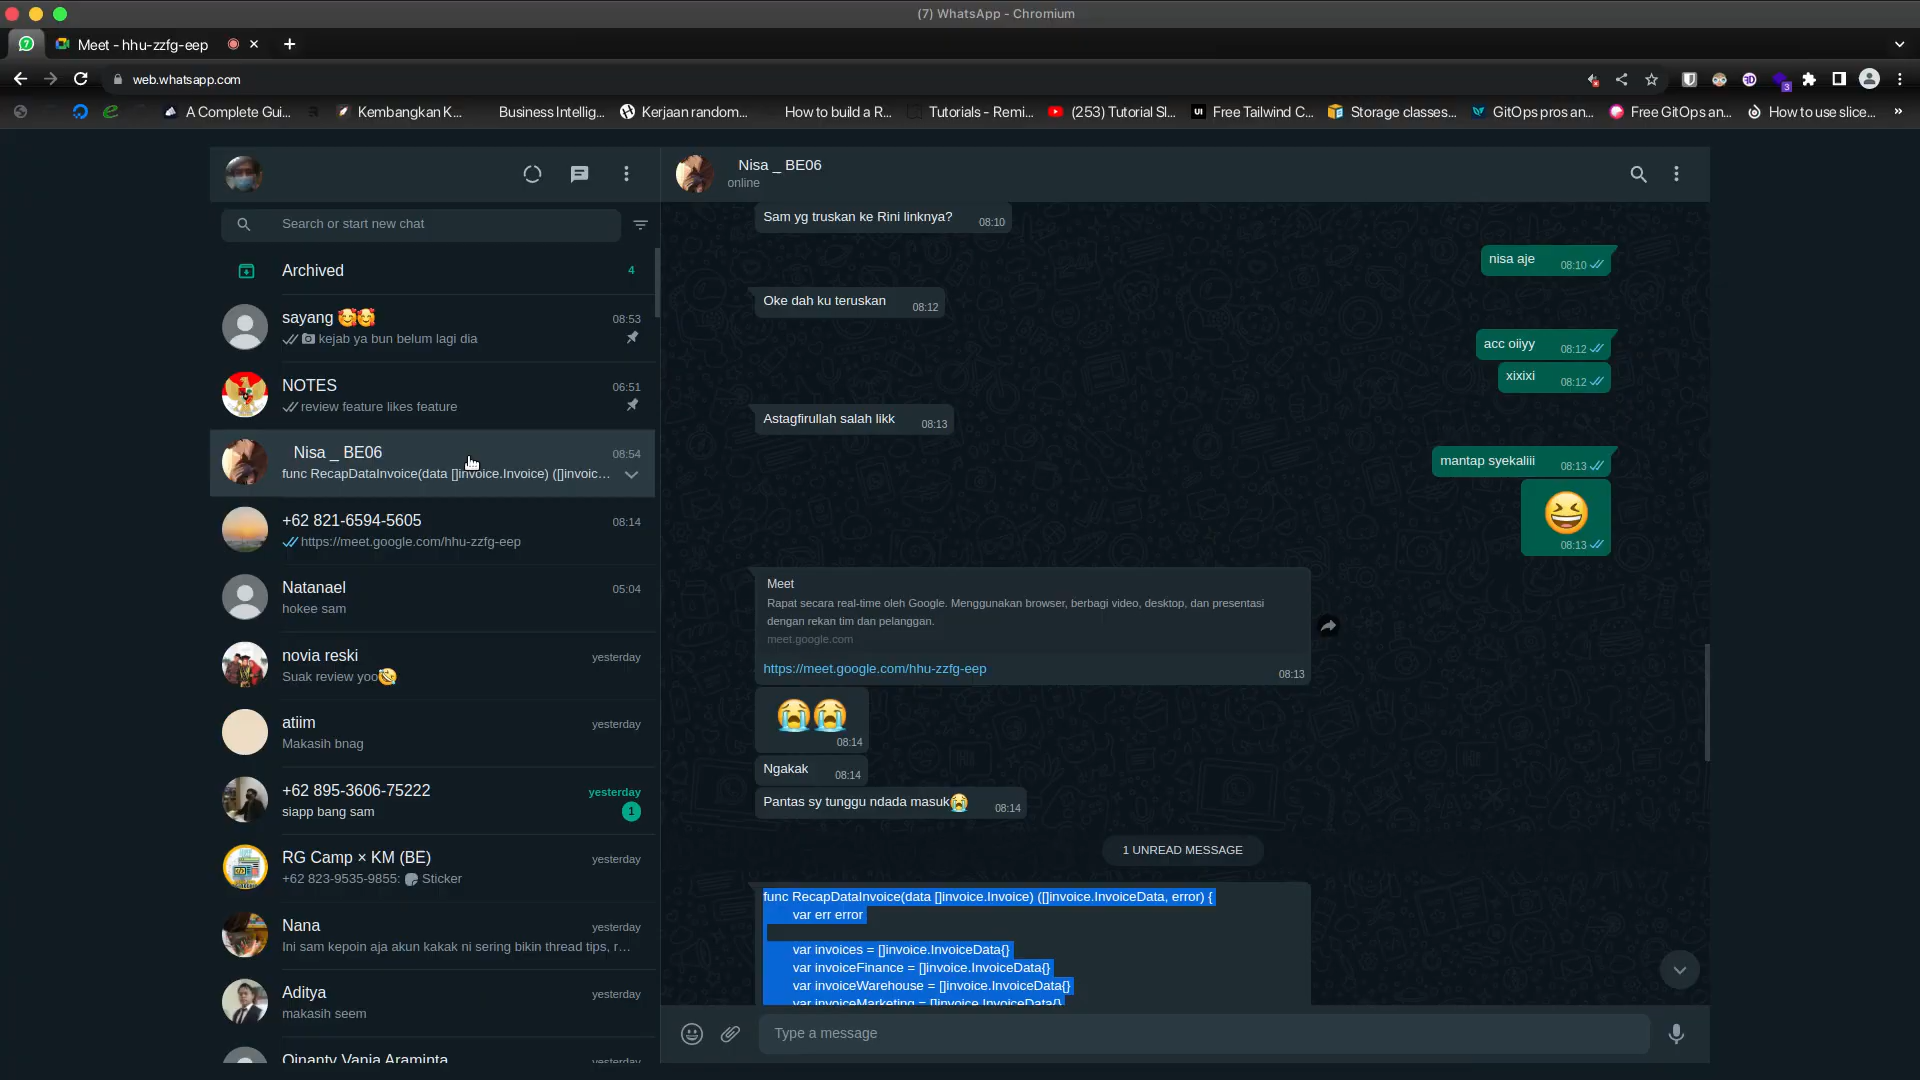 (7) WhatsApp - Chromium
Meet - hhu-zzfg-eep
web.whatsapp.com
3
A Complete Gui...
Kembangkan K...
Business Intellig...
Kerjaan random...
How to build a R...
Tutorials - Remi...
(253) Tutorial Sl...
Free Tailwind C...
Storage classes...
GitOps pros an...
Free GitOps an...
How to use slice...
Search or start new chat
Archived
4
sayang 🥰🥰
08:53
kejab ya bun belum lagi dia
NOTES
06:51
review feature likes feature
Nisa _ BE06
08:54
func RecapDataInvoice(data []invoice.Invoice) ([]invoic...
+62 821-6594-5605
08:14
https://meet.google.com/hhu-zzfg-eep
Natanael
05:04
hokee sam
novia reski
yesterday
Suak review yoo🤣
atiim
yesterday
Makasih bnag
+62 895-3606-75222
yesterday
siapp bang sam
1
RG Camp × KM (BE)
yesterday
+62 823-9535-9855: Sticker
Nana
yesterday
Ini sam kepoin aja akun kakak ni sering bikin thread tips, r...
Aditya
yesterday
makasih seem
Qinanty Vania Araminta
yesterday
Nisa _ BE06
online
Sam yg truskan ke Rini linknya?
08:10
nisa aje
08:10
Oke dah ku teruskan
08:12
acc oiiyy
08:12
xixixi
08:12
Astagfirullah salah likk
08:13
mantap syekaliiii
08:13
😆
08:13
Meet
Rapat secara real-time oleh Google. Menggunakan browser, berbagi video, desktop, dan presentasi
dengan rekan tim dan pelanggan.
meet.google.com
https://meet.google.com/hhu-zzfg-eep
08:13
😭😭
08:14
Ngakak
08:14
Pantas sy tunggu ndada masuk😭
08:14
1 UNREAD MESSAGE
func RecapDataInvoice(data []invoice.Invoice) ([]invoice.InvoiceData, error) {
var err error
var invoices = []invoice.InvoiceData{}
var invoiceFinance = []invoice.InvoiceData{}
var invoiceWarehouse = []invoice.InvoiceData{}
var invoiceMarketing = []invoice.InvoiceData{}
Type a message